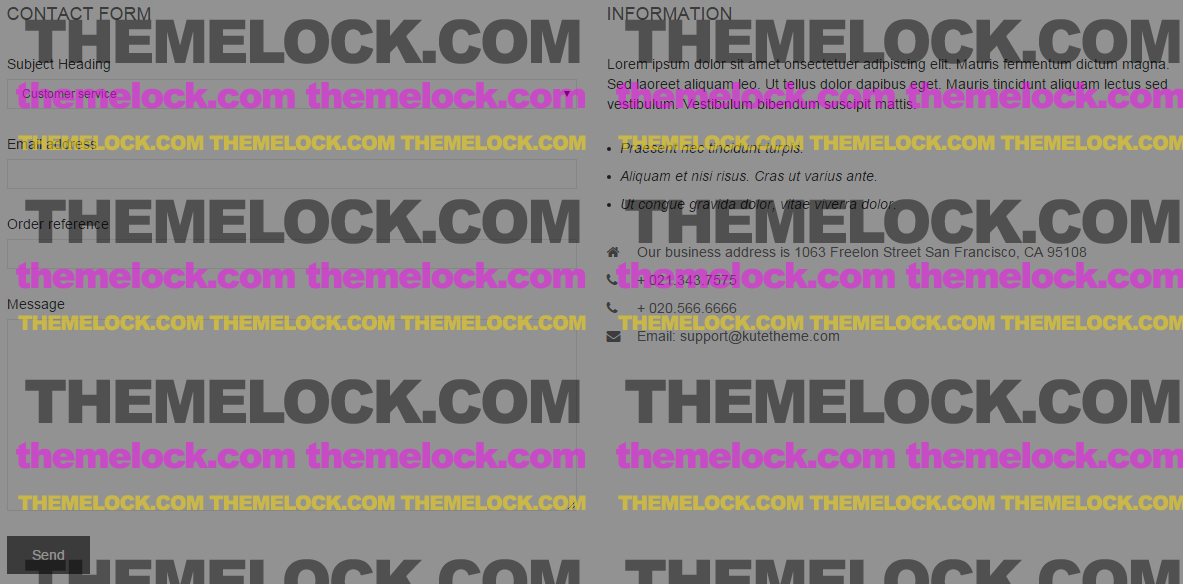 CONTACT FORM
THEMELOCK.COM
Subject Heading
Customer service
themelock.com themelock.com
Email address
THEMELOCK.COM THEMELOCK.COM THEMELOCK.COM
Order reference
THEMELOCK.COM
themelock.com themelock.com
Message
THEMELOCK.COM THEMELOCK.COM THEMELOCK.COM
THEMELOCK.COM
themelock.com themelock.com
THEMELOCK.COM THEMELOCK.COM THEMELOCK.COM
Send
THEMELOCK.COM
INFORMATION
THEMELOCK.COM
Lorem ipsum dolor sit amet onsectetuer adipiscing elit. Mauris fermentum dictum magna.
Sed laoreet aliquam leo. Ut tellus dolor dapibus eget. Mauris tincidunt aliquam lectus sed
vestibulum. Vestibulum bibendum suscipit mattis.
themelock.com themelock.com
• Praesent nec tincidunt turpis.
THEMELOCK.COM THEMELOCK.COM THEMELOCK.COM
• Aliquam et nisi risus. Cras ut varius ante.
• Ut congue gravida dolor, vitae viverra dolor.
THEMELOCK.COM
Our business address is 1063 Freelon Street San Francisco, CA 95108
+ 021.343.7575
themelock.com themelock.com
+ 020.566.6666
THEMELOCK.COM THEMELOCK.COM THEMELOCK.COM
Email: support@kutetheme.com
THEMELOCK.COM
themelock.com themelock.com
THEMELOCK.COM THEMELOCK.COM THEMELOCK.COM
THEMELOCK.COM